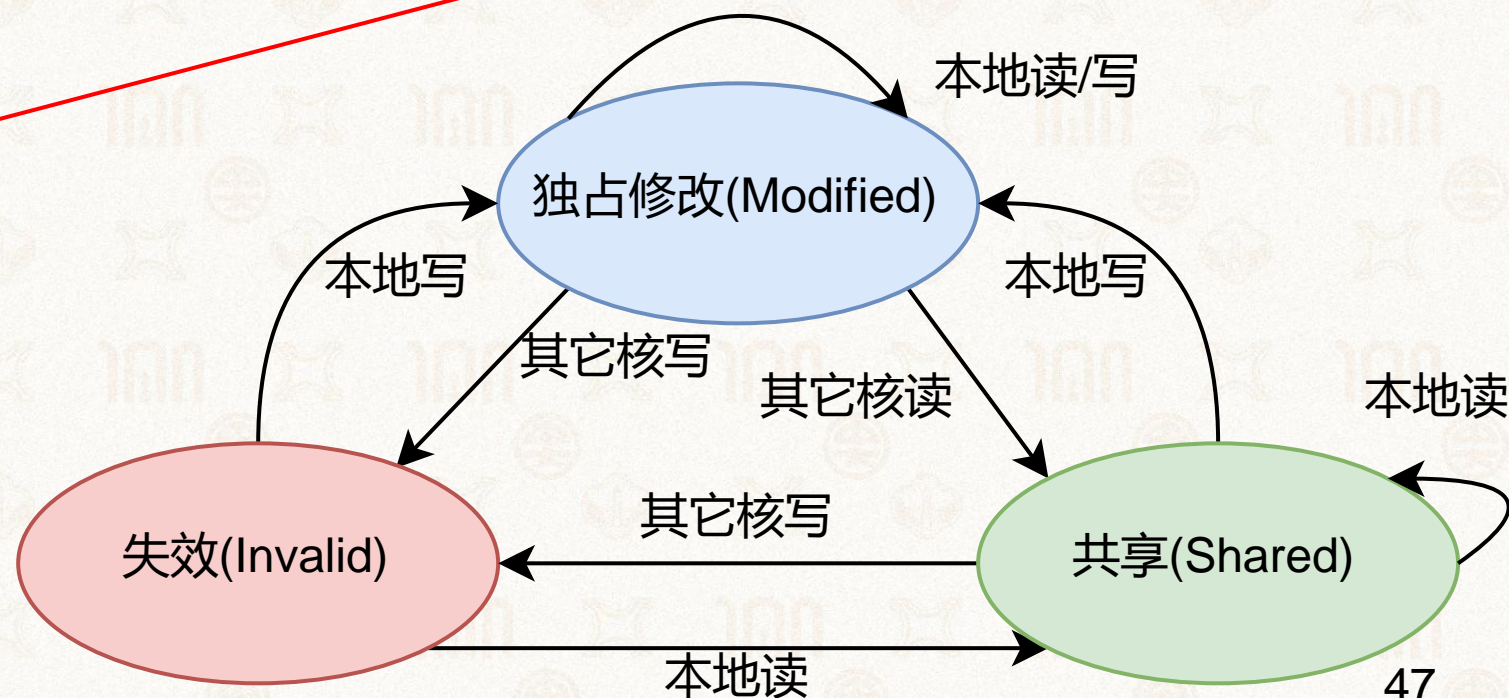 本地读/写
独占修改(Modified)
本地写
本地写
其它核写
其它核读
本地读
其它核写
失效(Invalid)
共享(Shared)
本地读
47